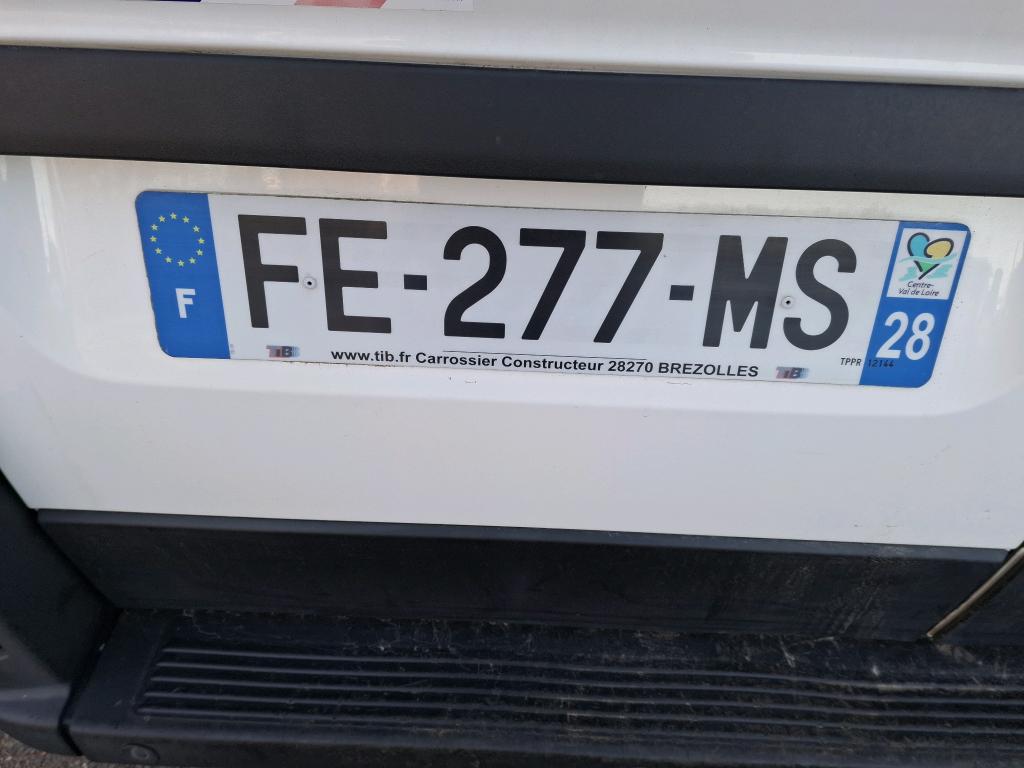 F
FE-277-MS
Centre-
Val de Loire
28
TIB
www.tib.fr Carrossier Constructeur 28270 BREZOLLES
TIB
TPPR 12144